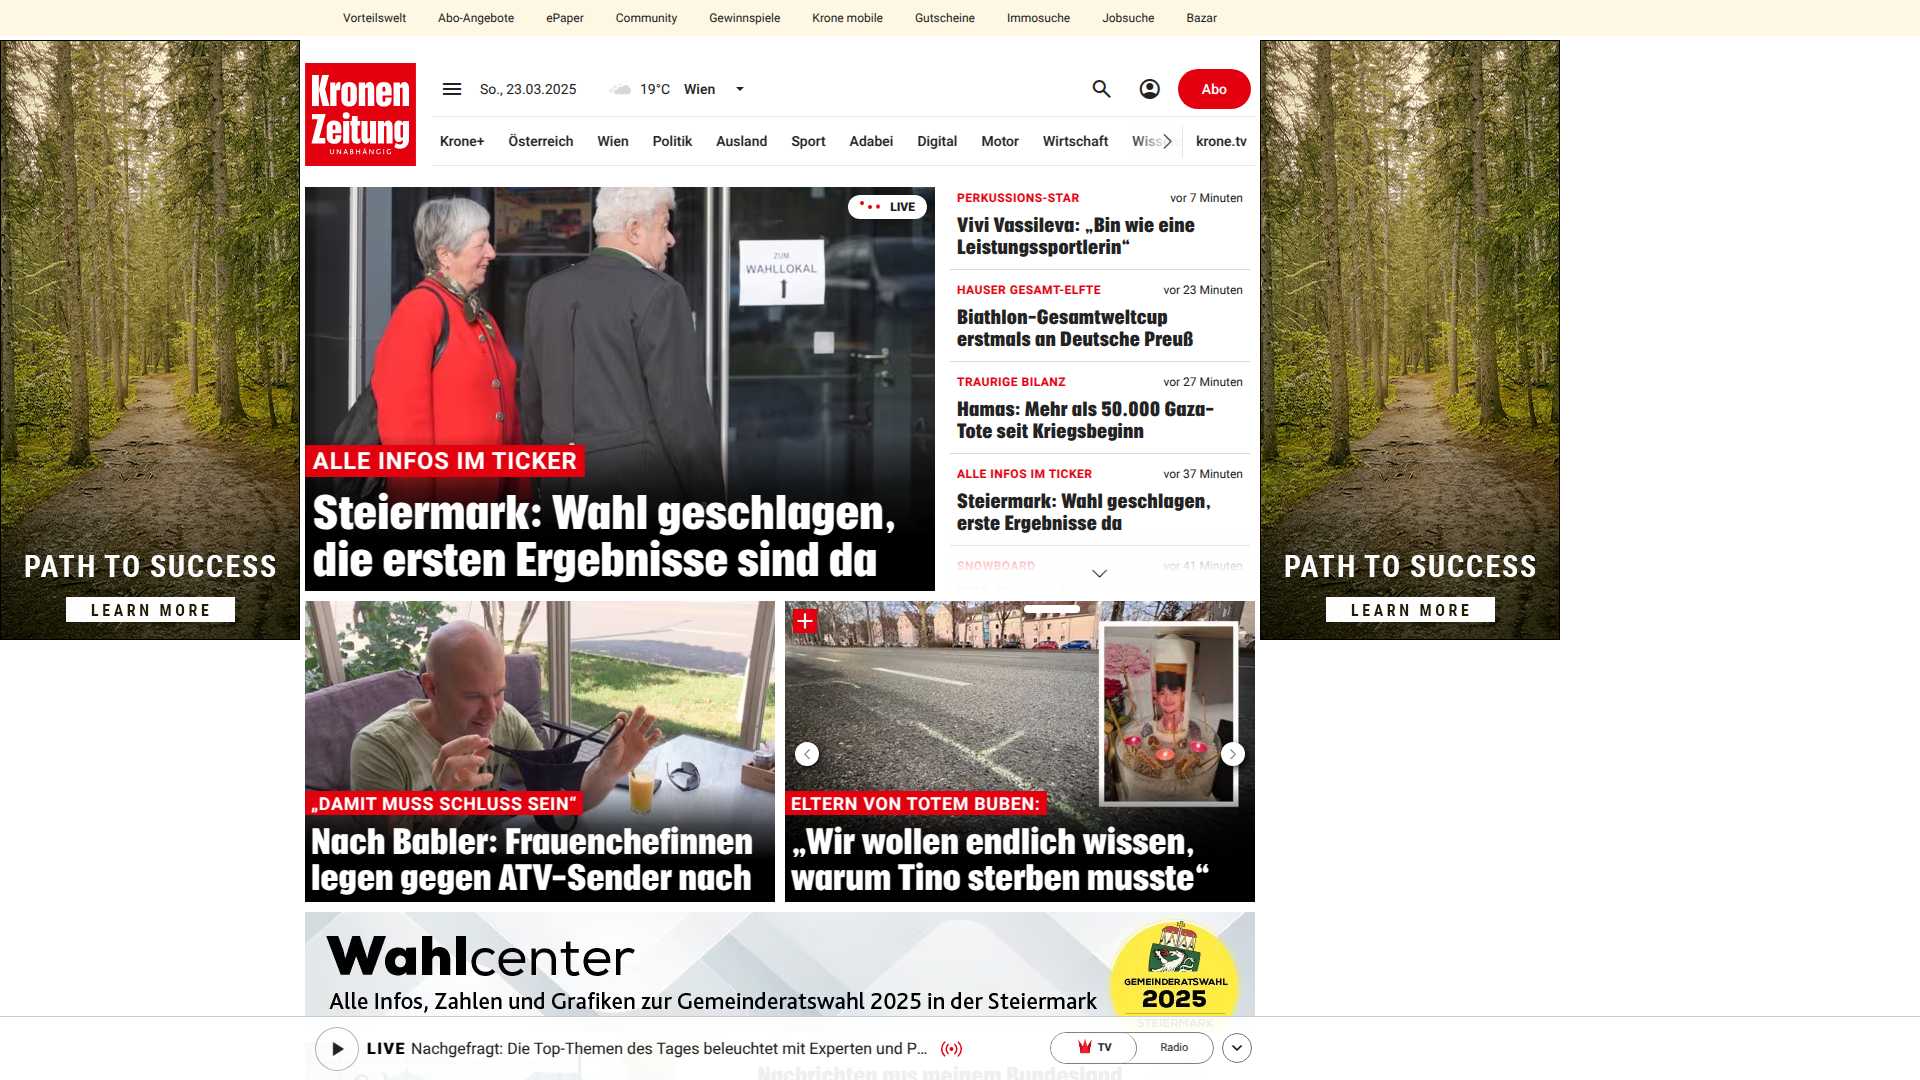 Vorteilswelt
Abo-Angebote
ePaper
Community
Gewinnspiele
Krone mobile
Gutscheine
Immosuche
Jobsuche
Bazar
Kronen
Zeitung
UNABHÄNGIG
So., 23.03.2025
19°C
Wien
Abo
Krone+
Österreich
Wien
Politik
Ausland
Sport
Adabei
Digital
Motor
Wirtschaft
krone.tv
LIVE
ZUM
WAHLLOKAL
ALLE INFOS IM TICKER
Steiermark: Wahl geschlagen,
die ersten Ergebnisse sind da
PERKUSSIONS-STAR
vor 7 Minuten
Vivi Vassileva: „Bin wie eine
Leistungssportlerin“
HAUSER GESAMT-ELFTE
vor 23 Minuten
Biathlon-Gesamtweltcup
erstmals an Deutsche Preuß
TRAURIGE BILANZ
vor 27 Minuten
Hamas: Mehr als 50.000 Gaza-
Tote seit Kriegsbeginn
ALLE INFOS IM TICKER
vor 37 Minuten
Steiermark: Wahl geschlagen,
erste Ergebnisse da
SNOWBOARD
vor 41 Minuten
PATH TO SUCCESS
LEARN MORE
PATH TO SUCCESS
LEARN MORE
„DAMIT MUSS SCHLUSS SEIN“
Nach Babler: Frauenchefinnen
legen gegen ATV-Sender nach
ELTERN VON TOTEM BUBEN:
„Wir wollen endlich wissen,
warum Tino sterben musste“
Wahlcenter
Alle Infos, Zahlen und Grafiken zur Gemeinderatswahl 2025 in der Steiermark
GEMEINDERATSWAHL
2025
STEIERMARK
LIVE Nachgefragt: Die Top-Themen des Tages beleuchtet mit Experten und P...
TV
Radio
Nachrichten aus meinem Bundesland